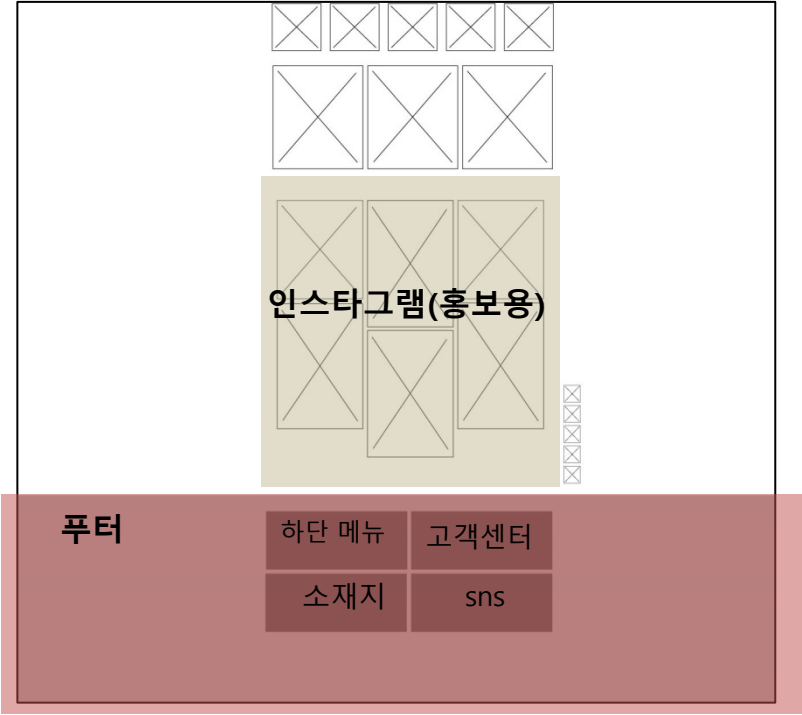 인스타그램(홍보용)
푸터
하단 메뉴
고객센터
소재지
sns